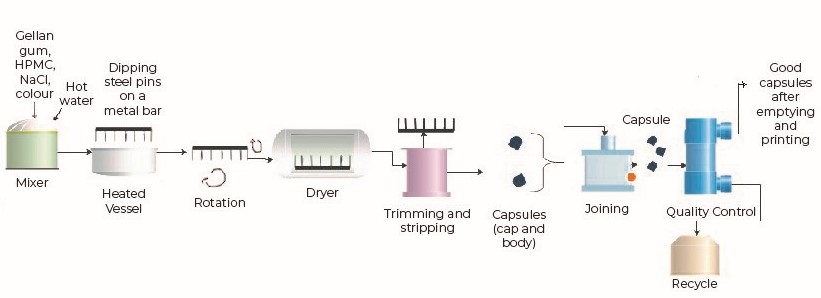 Gellan
gum,
HPMC,
NaCl,
colour
Hot
water
Mixer
Dipping
steel pins
on a
metal bar
Heated
Vessel
Rotation
Dryer
Trimming and
stripping
Capsules
(cap and
body)
Joining
Capsule
Quality Control
Good
capsules
after
emptying
and
printing
Recycle